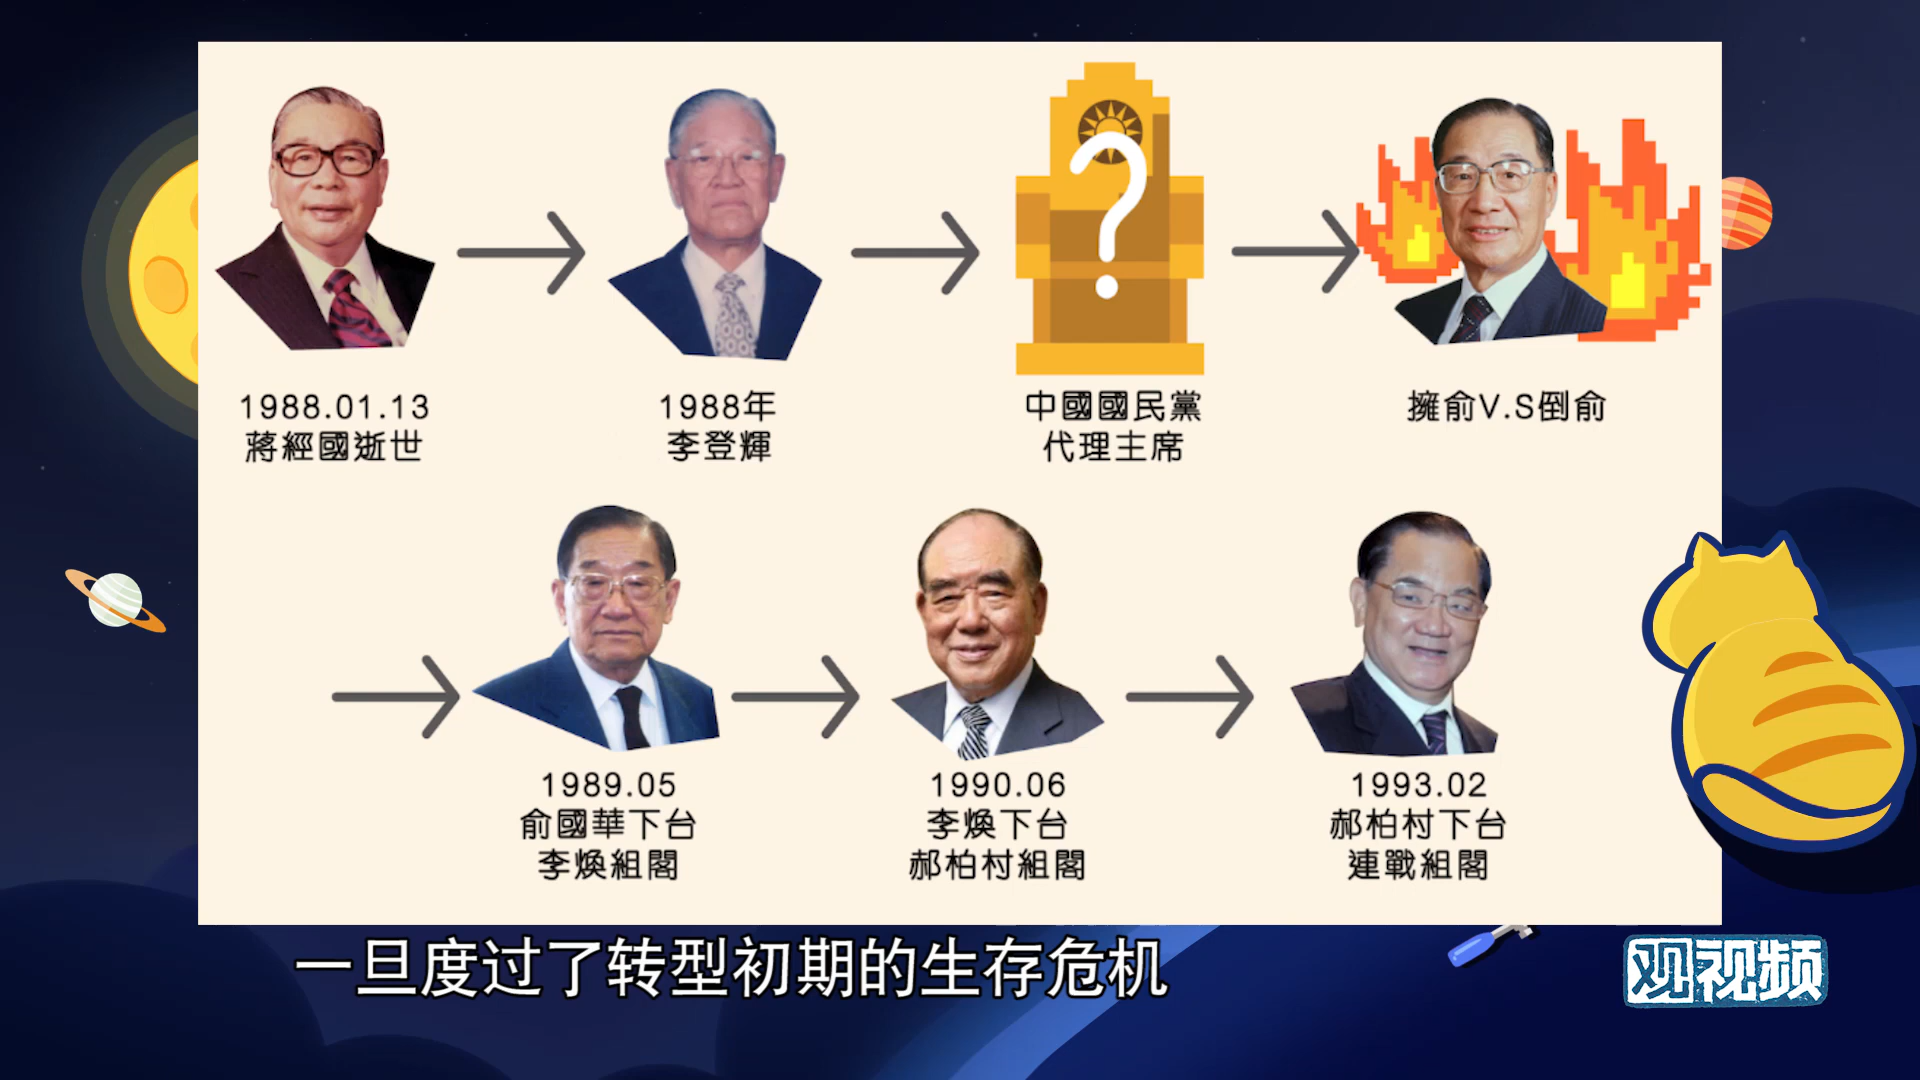 1988.01.13
蔣經國逝世
1988年
李登輝
中國國民黨
代理主席
擁俞V.S倒俞
1989.05
俞國華下台
李煥組閣
1990.06
李煥下台
郝柏村組閣
1993.02
郝柏村下台
連戰組閣
一旦度过了转型初期的生存危机
观视频